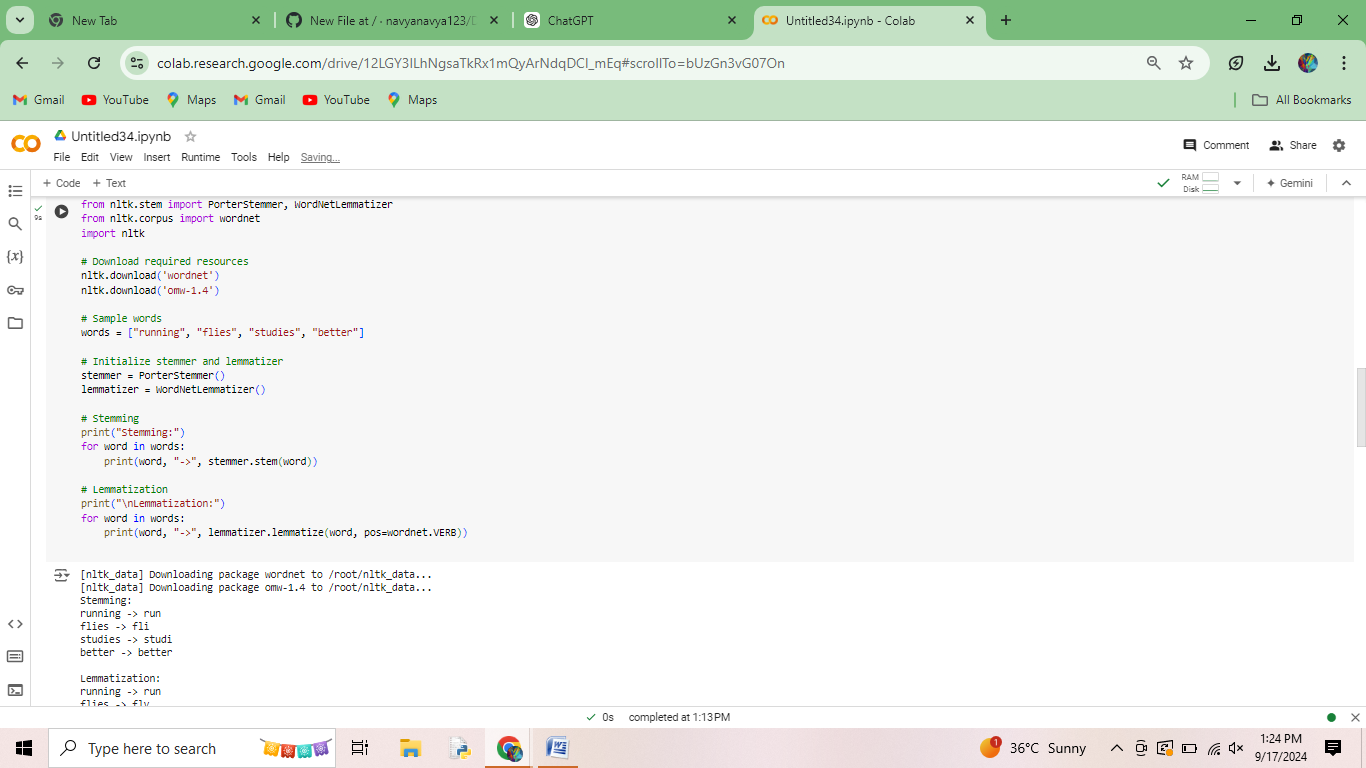 New Tab
New File at / · navyanavya123/D
ChatGPT
Untitled34.ipynb - Colab
colab.research.google.com/drive/12LGY3ILhNgsaTkRx1mQyArNdqDCI_mEq#scrollTo=bUzGn3vG07On
Gmail YouTube Maps Gmail YouTube Maps All Bookmarks
Untitled34.ipynb
File Edit View Insert Runtime Tools Help Saving...
Comment Share
+ Code + Text
RAM
Disk
Gemini
9s
from nltk.stem import PorterStemmer, WordNetLemmatizer
from nltk.corpus import wordnet
import nltk
# Download required resources
nltk.download('wordnet')
nltk.download('omw-1.4')
# Sample words
words = ["running", "flies", "studies", "better"]
# Initialize stemmer and lemmatizer
stemmer = PorterStemmer()
lemmatizer = WordNetLemmatizer()
# Stemming
print("Stemming:")
for word in words:
    print(word, "->", stemmer.stem(word))
# Lemmatization
print("\nLemmatization:")
for word in words:
    print(word, "->", lemmatizer.lemmatize(word, pos=wordnet.VERB))
[nltk_data] Downloading package wordnet to /root/nltk_data...
[nltk_data] Downloading package omw-1.4 to /root/nltk_data...
Stemming:
running -> run
flies -> fli
studies -> studi
better -> better
Lemmatization:
running -> run
flies -> fly
0s completed at 1:13 PM
Type here to search
1
36°C Sunny
1:24 PM
9/17/2024